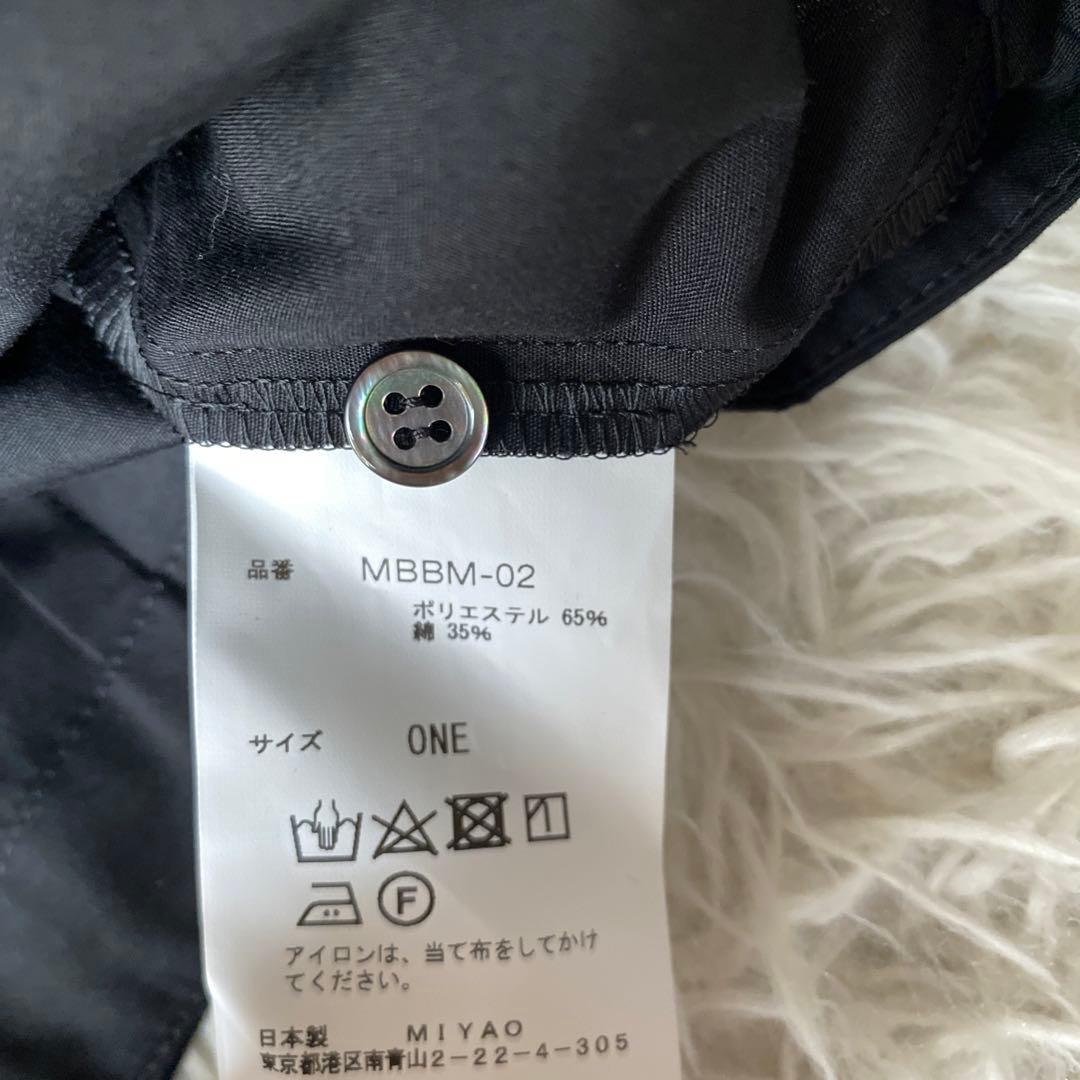 品番 MBBM-02
ポリエステル 65%
綿 35%
サイズ ONE
F
アイロンは、当て布をしてかけ
てください。
日本製 MIYAO
東京都港区南青山2-22-4-305